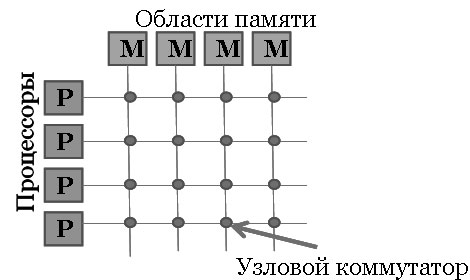 Области памяти
М М М М
Процессоры
Р
Р
Р
Р
Узловой коммутатор